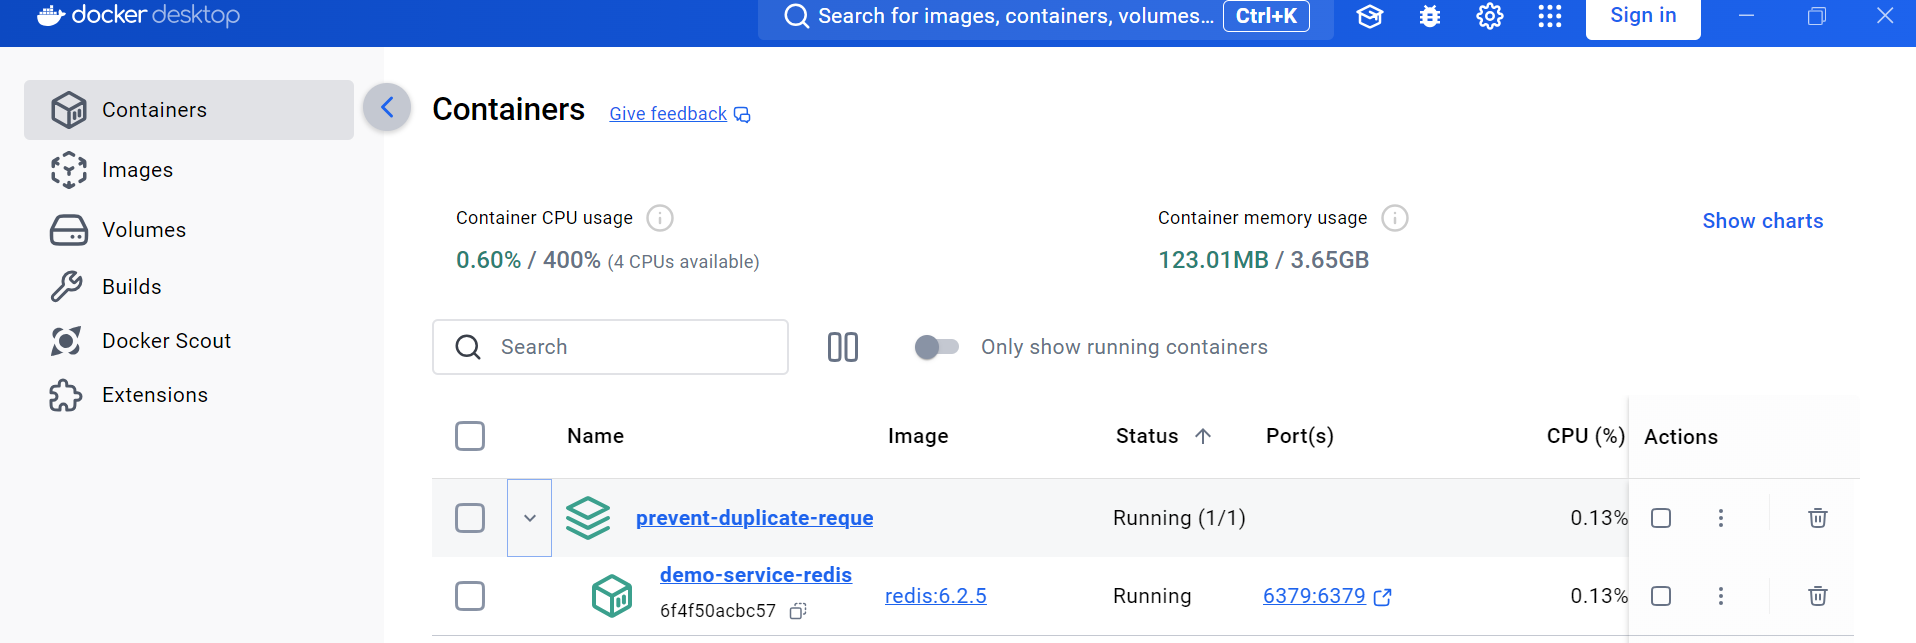 docker desktop
Search for images, containers, volumes... Ctrl+K
Sign in
Containers
Images
Volumes
Builds
Docker Scout
Extensions
Containers Give feedback
Container CPU usage
0.60% / 400% (4 CPUs available)
Container memory usage
123.01MB / 3.65GB
Show charts
Search
Only show running containers
Name Image Status Port(s) CPU (%) Actions
prevent-duplicate-reque Running (1/1) 0.13%
demo-service-redis
6f4f50acbc57
redis:6.2.5 Running 6379:6379 0.13%